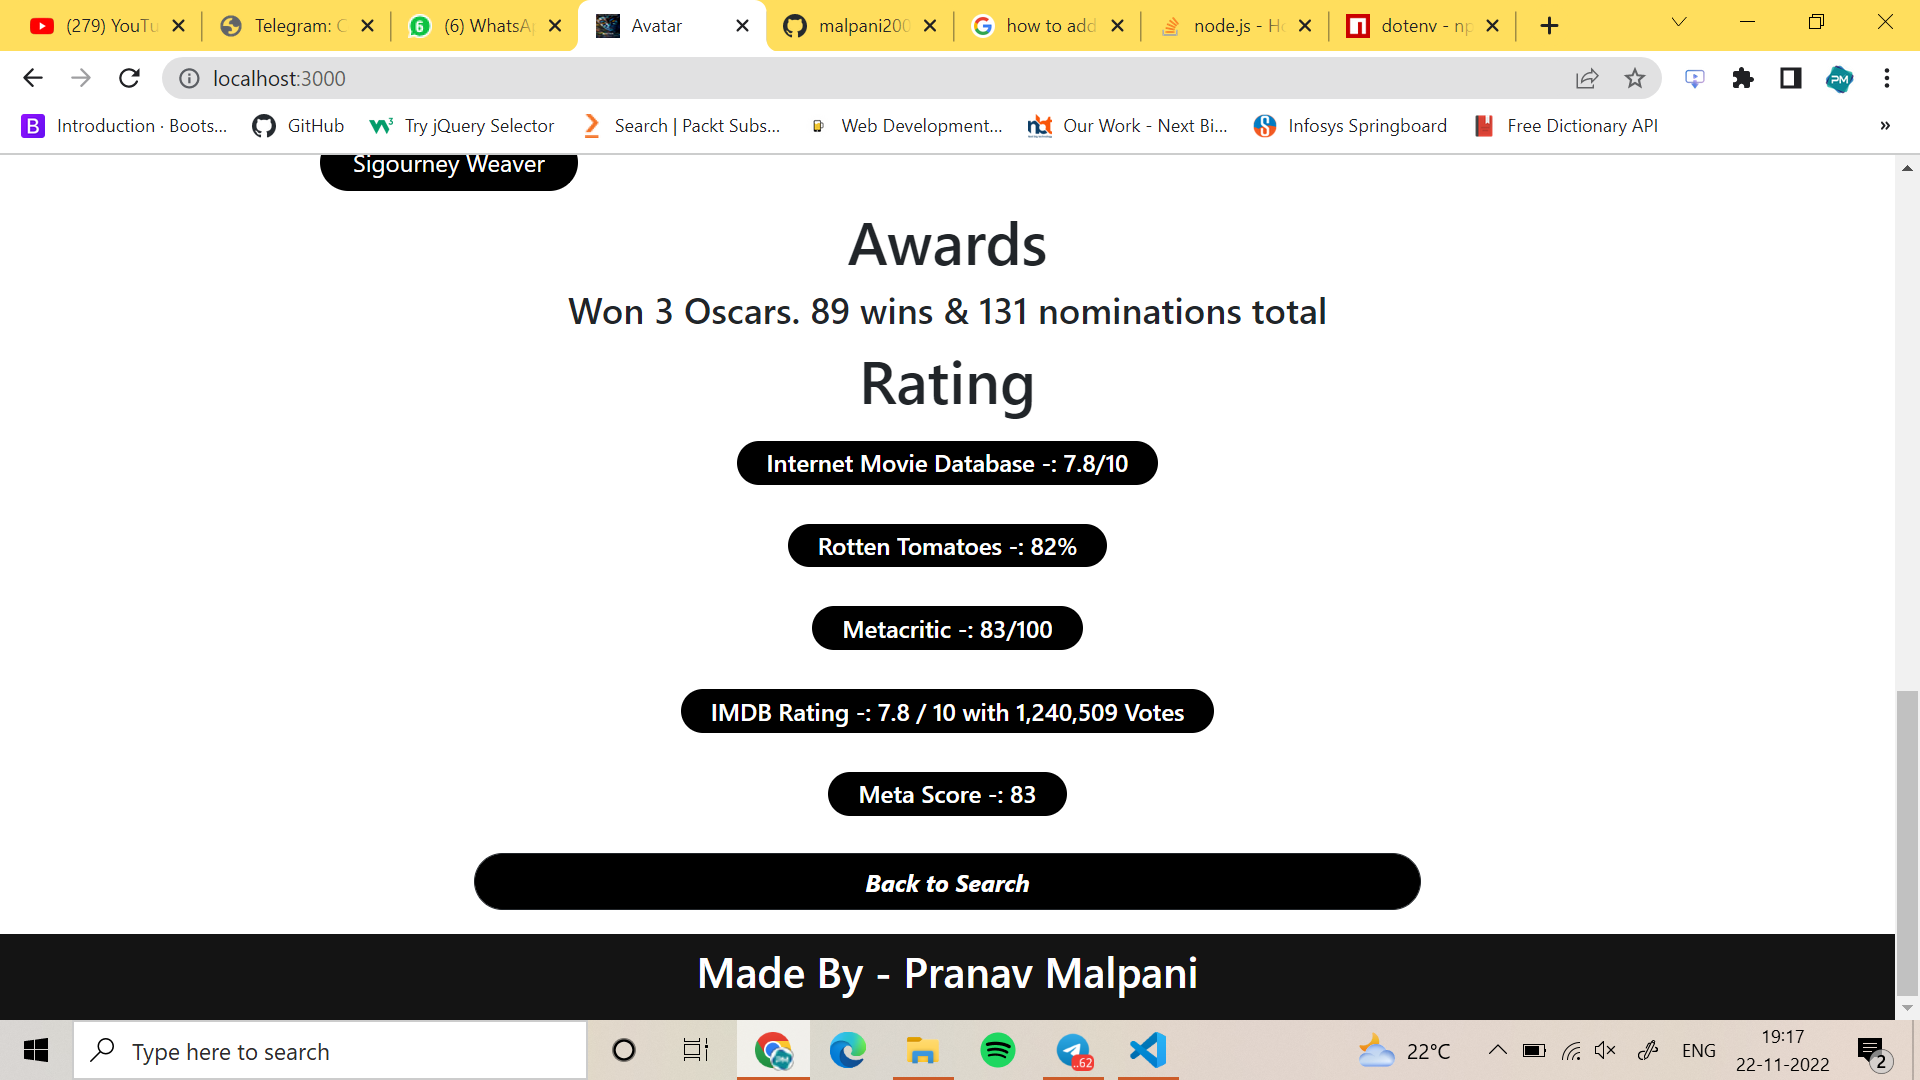 (279) YouTu
Telegram: C
(6) WhatsAp
Avatar
malpani200
how to add
node.js - Ho
dotenv - np
localhost:3000
PM
B
Introduction · Boots...
GitHub
Try jQuery Selector
Search | Packt Subs...
Web Development...
Our Work - Next Bi...
Infosys Springboard
Free Dictionary API
»
Sigourney Weaver
Awards
Won 3 Oscars. 89 wins & 131 nominations total
Rating
Internet Movie Database -: 7.8/10
Rotten Tomatoes -: 82%
Metacritic -: 83/100
IMDB Rating -: 7.8 / 10 with 1,240,509 Votes
Meta Score -: 83
Back to Search
Made By - Pranav Malpani
Type here to search
..62
22°C
ENG
19:17
22-11-2022
2